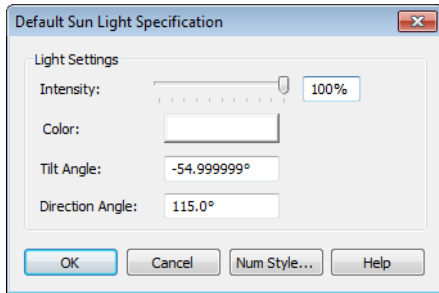 Default Sun Light Specification
Light Settings
Intensity: 100%
Color:
Tilt Angle: -54.999999°
Direction Angle: 115.0°
OK Cancel Num Style... Help